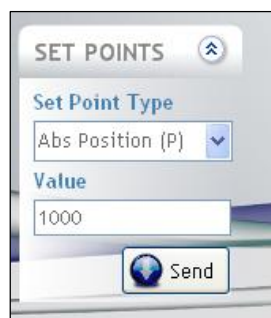 SET POINTS
Set Point Type
Abs Position (P)
Value
1000
Send